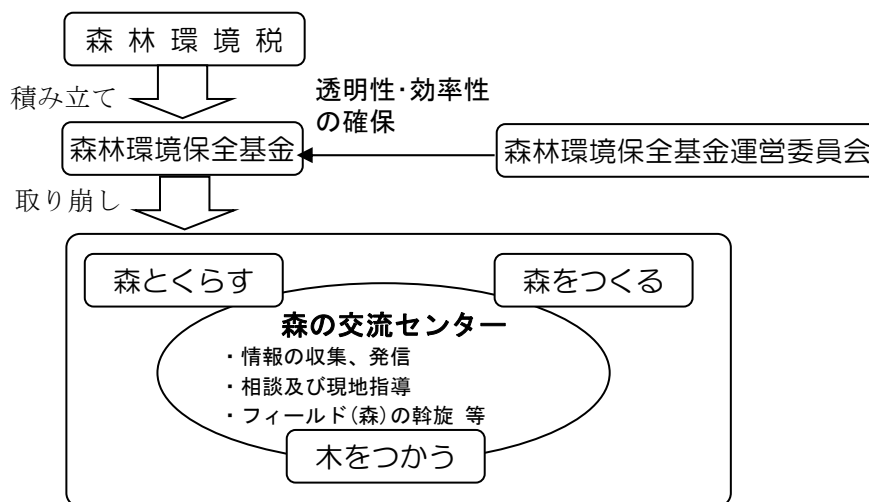 森 林 環 境 税
積み立て
透明性･効率性
の確保
森林環境保全基金
森林環境保全基金運営委員会
取り崩し
森とくらす
森をつくる
森の交流センター
・情報の収集、発信
・相談及び現地指導
・フィールド(森)の斡旋 等
木をつかう